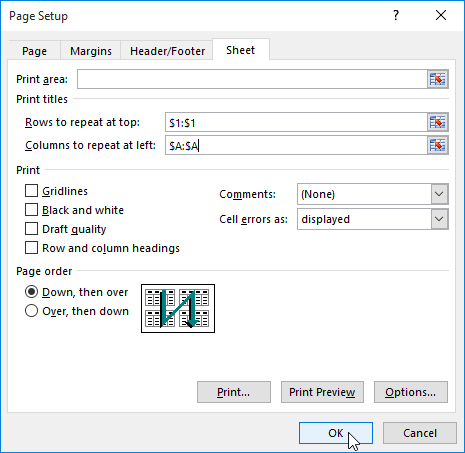 Page Setup ?
Page Margins Header/Footer Sheet
Print area:
Print titles
Rows to repeat at top: $1:$1
Columns to repeat at left: $A:$A
Print
Gridlines Comments: (None)
Black and white Cell errors as: displayed
Draft quality
Row and column headings
Page order
Down, then over
Over, then down
Print... Print Preview Options...
OK Cancel